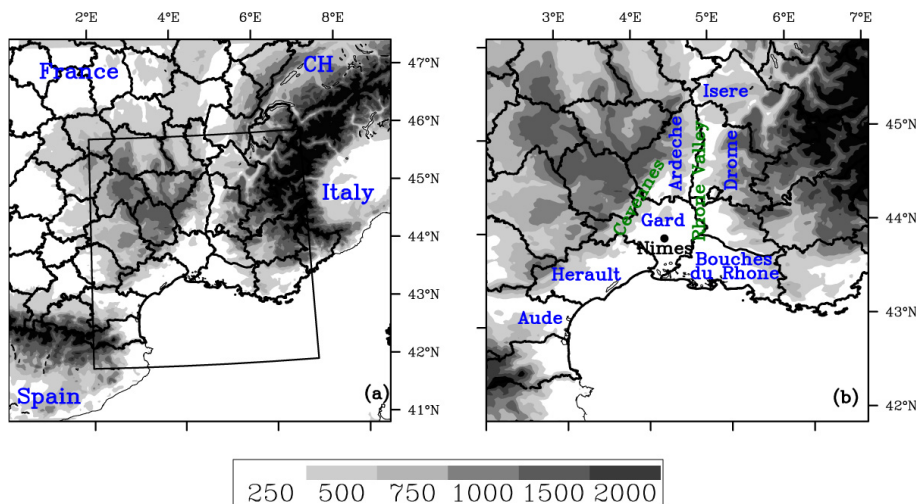 2°E 4°E 6°E 8°E
France
CH
Italy
Spain
(a)
47°N
46°N
45°N
44°N
43°N
42°N
41°N
3°E 4°E 5°E 6°E 7°E
Isere
Ardeche
Rhone Valley
Drome
Cevennes
Gard
Nimes
Bouches
du Rhone
Herault
Aude
(b)
45°N
44°N
43°N
42°N
250 500 750 1000 1500 2000